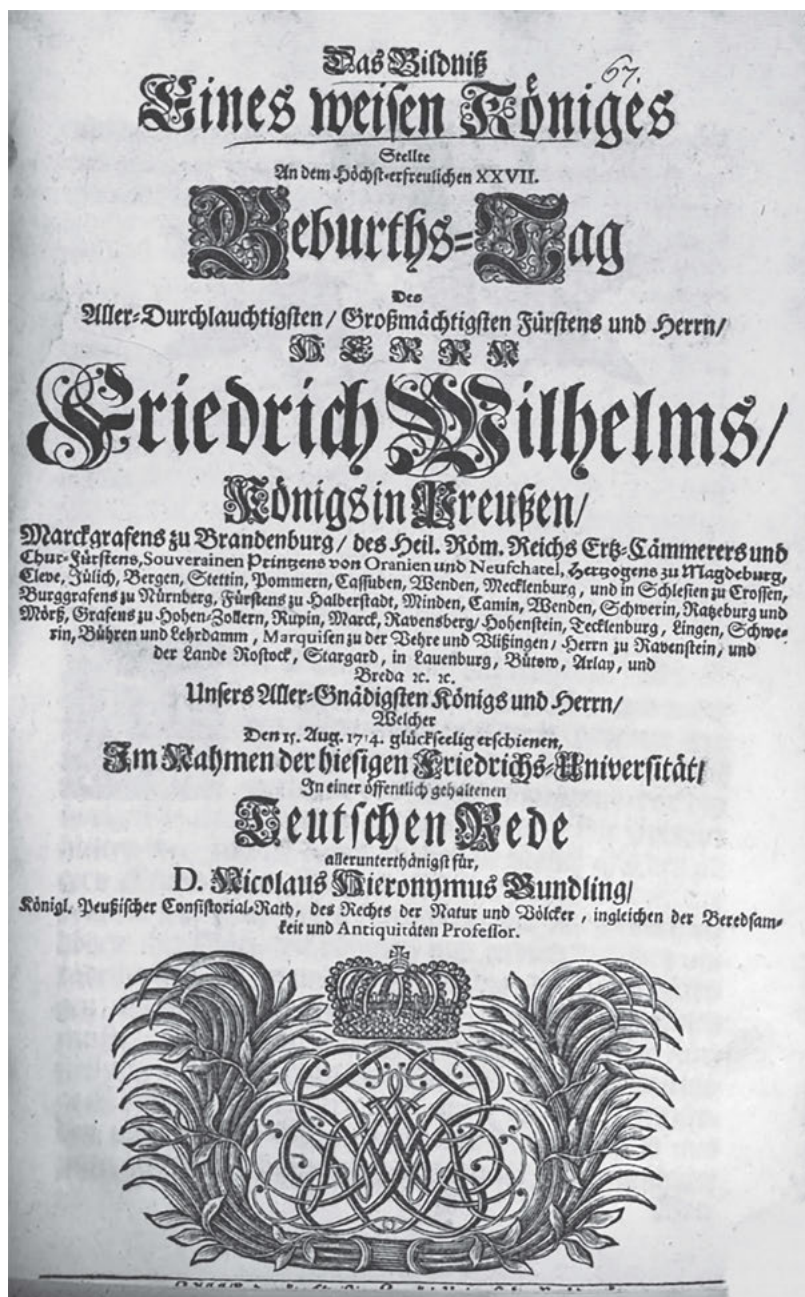 Das Bildniß
67.
Eines weisen Königes
Stellte
An dem Höchst-erfreulichen XXVII.
Geburths-Tag
Des
Aller-Durchlauchtigsten/ Großmächtigsten Fürstens und Herrn/
HERRN
Friedrich Wilhelms/
Königs in Preußen/
Marckgrafens zu Brandenburg/ des Heil. Röm. Reichs Ertz-Cämmerers und
Chur-Fürstens, Souverainen Printzens von Oranien und Neufchatel, Hertzogens zu Magdeburg,
Cleve, Jülich, Bergen, Stettin, Pommern, Cassuben, Wenden, Mecklenburg, und in Schlesien zu Crossen,
Burggrafens zu Nürnberg, Fürstens zu Halberstadt, Minden, Camin, Wenden, Schwerin, Ratzeburg und
Mörß, Grafens zu Hohen-Zollern, Rupin, Marck, Ravensberg/ Hohenstein, Tecklenburg, Lingen, Schwe-
rin, Bühren und Lehrdamm, Marquisen zu der Vehre und Vlißingen/ Herrn zu Ravenstein, und
der Lande Rostock, Stargard, in Lauenburg, Bütow, Arlay, und
Breda ꝛc. ꝛc.
Unsers Aller-Gnädigsten Königs und Herrn/
Welcher
Den 15. Aug. 1714. glückseelig erschienen,
Im Nahmen der hiesigen Friedrichs-Universität/
In einer öffentlich gehaltenen
Teutschen Rede
allerunterthänigst für,
D. Nicolaus Hieronymus Gundling/
Königl. Peußischer Consistorial-Rath, des Rechts der Natur und Völcker, ingleichen der Beredsam-
keit und Antiquitäten Professor.